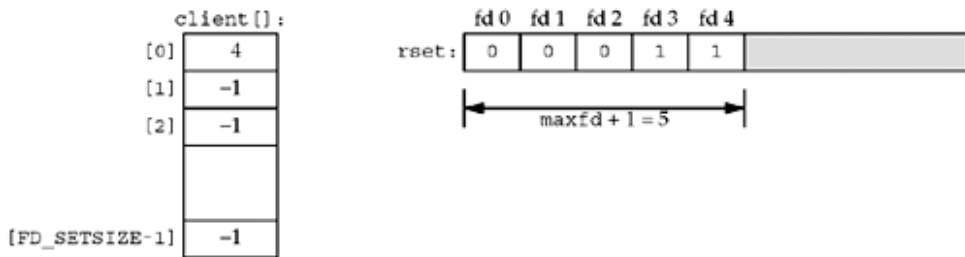 client[]:
[0] 4
[1] -1
[2] -1
[FD_SETSIZE-1] -1
fd 0 fd 1 fd 2 fd 3 fd 4
rset: 0 0 0 1 1
maxfd + 1 = 5